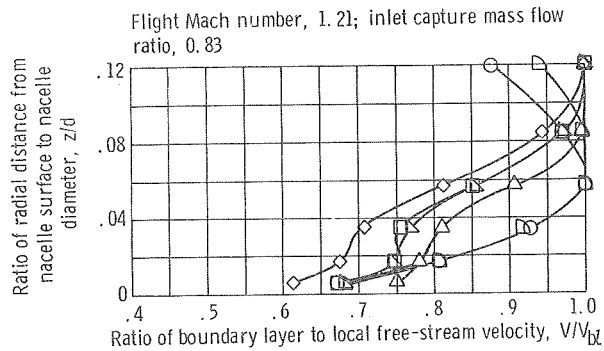 Flight Mach number, 1.21; inlet capture mass flow
ratio, 0.83
Ratio of radial distance from
nacelle surface to nacelle
diameter, z/d
.12
.08
.04
0
.4
.5
.6
.7
.8
.9
1.0
Ratio of boundary layer to local free-stream velocity, V/Vbl